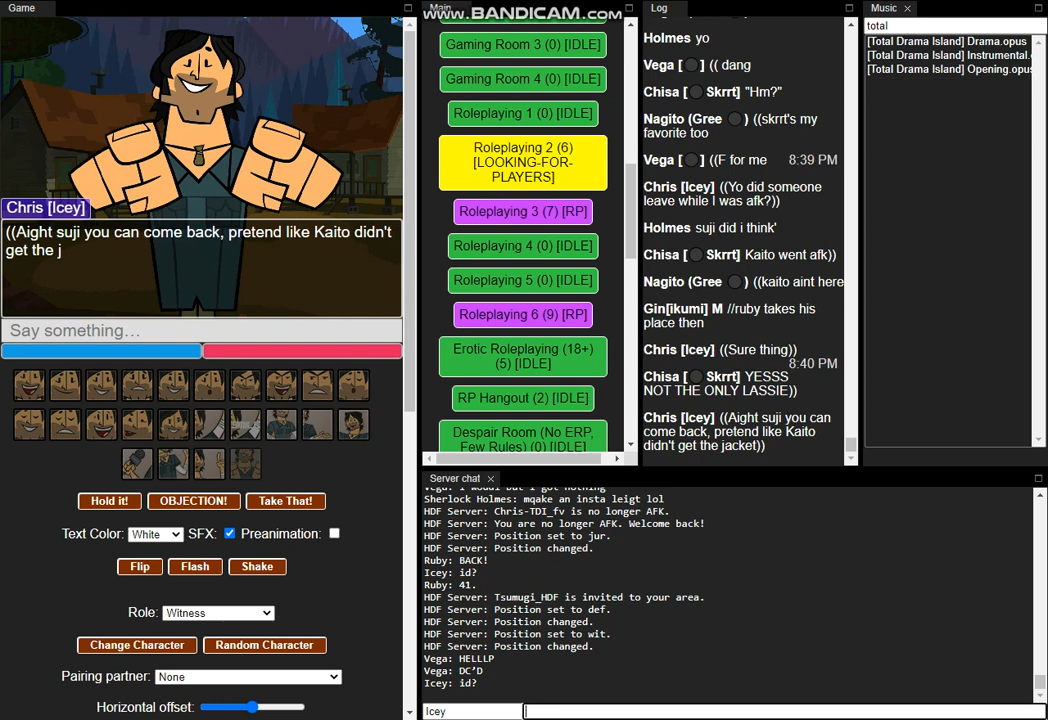 Game
Main
Log
Music
www.BANDICAM.com
Chris [Icey]
((Aight suji you can come back, pretend like Kaito didn't
get the j
Say something…
Hold it!
OBJECTION!
Take That!
Text Color:
White
SFX:
Preanimation:
Flip
Flash
Shake
Role:
Witness
Change Character
Random Character
Pairing partner:
None
Horizontal offset:
Gaming Room 3 (0) [IDLE]
Gaming Room 4 (0) [IDLE]
Roleplaying 1 (0) [IDLE]
Roleplaying 2 (6)
[LOOKING-FOR-
PLAYERS]
Roleplaying 3 (7) [RP]
Roleplaying 4 (0) [IDLE]
Roleplaying 5 (0) [IDLE]
Roleplaying 6 (9) [RP]
Erotic Roleplaying (18+)
(5) [IDLE]
RP Hangout (2) [IDLE]
Despair Room (No ERP,
Few Rules) (0) [IDLE]
Holmes yo
Vega [ ] (( dang
Chisa [ Skrrt] "Hm?"
Nagito (Gree ) ((skrrt's my
favorite too
Vega [ ] ((F for me
8:39 PM
Chris [Icey] ((Yo did someone
leave while I was afk?))
Holmes suji did i think'
Chisa [ Skrrt] Kaito went afk))
Nagito (Gree ) ((kaito aint here
Gin[ikumi] M //ruby takes his
place then
Chris [Icey] ((Sure thing))
8:40 PM
Chisa [ Skrrt] YESSS
NOT THE ONLY LASSIE))
Chris [Icey] ((Aight suji you can
come back, pretend like Kaito
didn't get the jacket))
total
[Total Drama Island] Drama.opus
[Total Drama Island] Instrumental.
[Total Drama Island] Opening.opus
Server chat
Sherlock Holmes: mqake an insta leigt lol
HDF Server: Chris-TDI_fv is no longer AFK.
HDF Server: You are no longer AFK. Welcome back!
HDF Server: Position set to jur.
HDF Server: Position changed.
Ruby: BACK!
Icey: id?
Ruby: 41.
HDF Server: Tsumugi_HDF is invited to your area.
HDF Server: Position set to def.
HDF Server: Position changed.
HDF Server: Position set to wit.
HDF Server: Position changed.
Vega: HELLLP
Vega: DC'D
Icey: id?
Icey